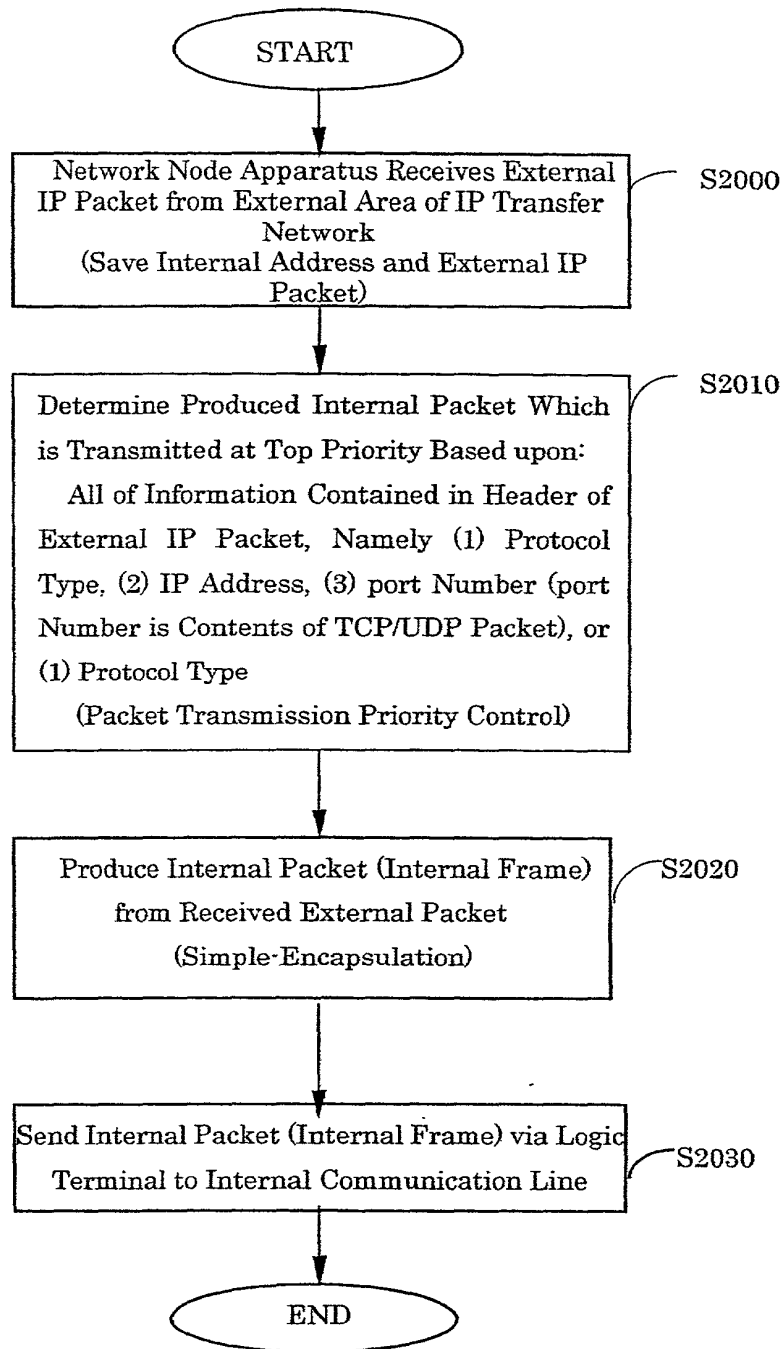 START
Network Node Apparatus Receives External
IP Packet from External Area of IP Transfer
Network
(Save Internal Address and External IP
Packet)
S2000
Determine Produced Internal Packet Which
is Transmitted at Top Priority Based upon:
All of Information Contained in Header of
External IP Packet, Namely (1) Protocol
Type, (2) IP Address, (3) port Number (port
Number is Contents of TCP/UDP Packet), or
(1) Protocol Type
(Packet Transmission Priority Control)
S2010
Produce Internal Packet (Internal Frame)
from Received External Packet
(Simple-Encapsulation)
S2020
Send Internal Packet (Internal Frame) via Logic
Terminal to Internal Communication Line
S2030
END